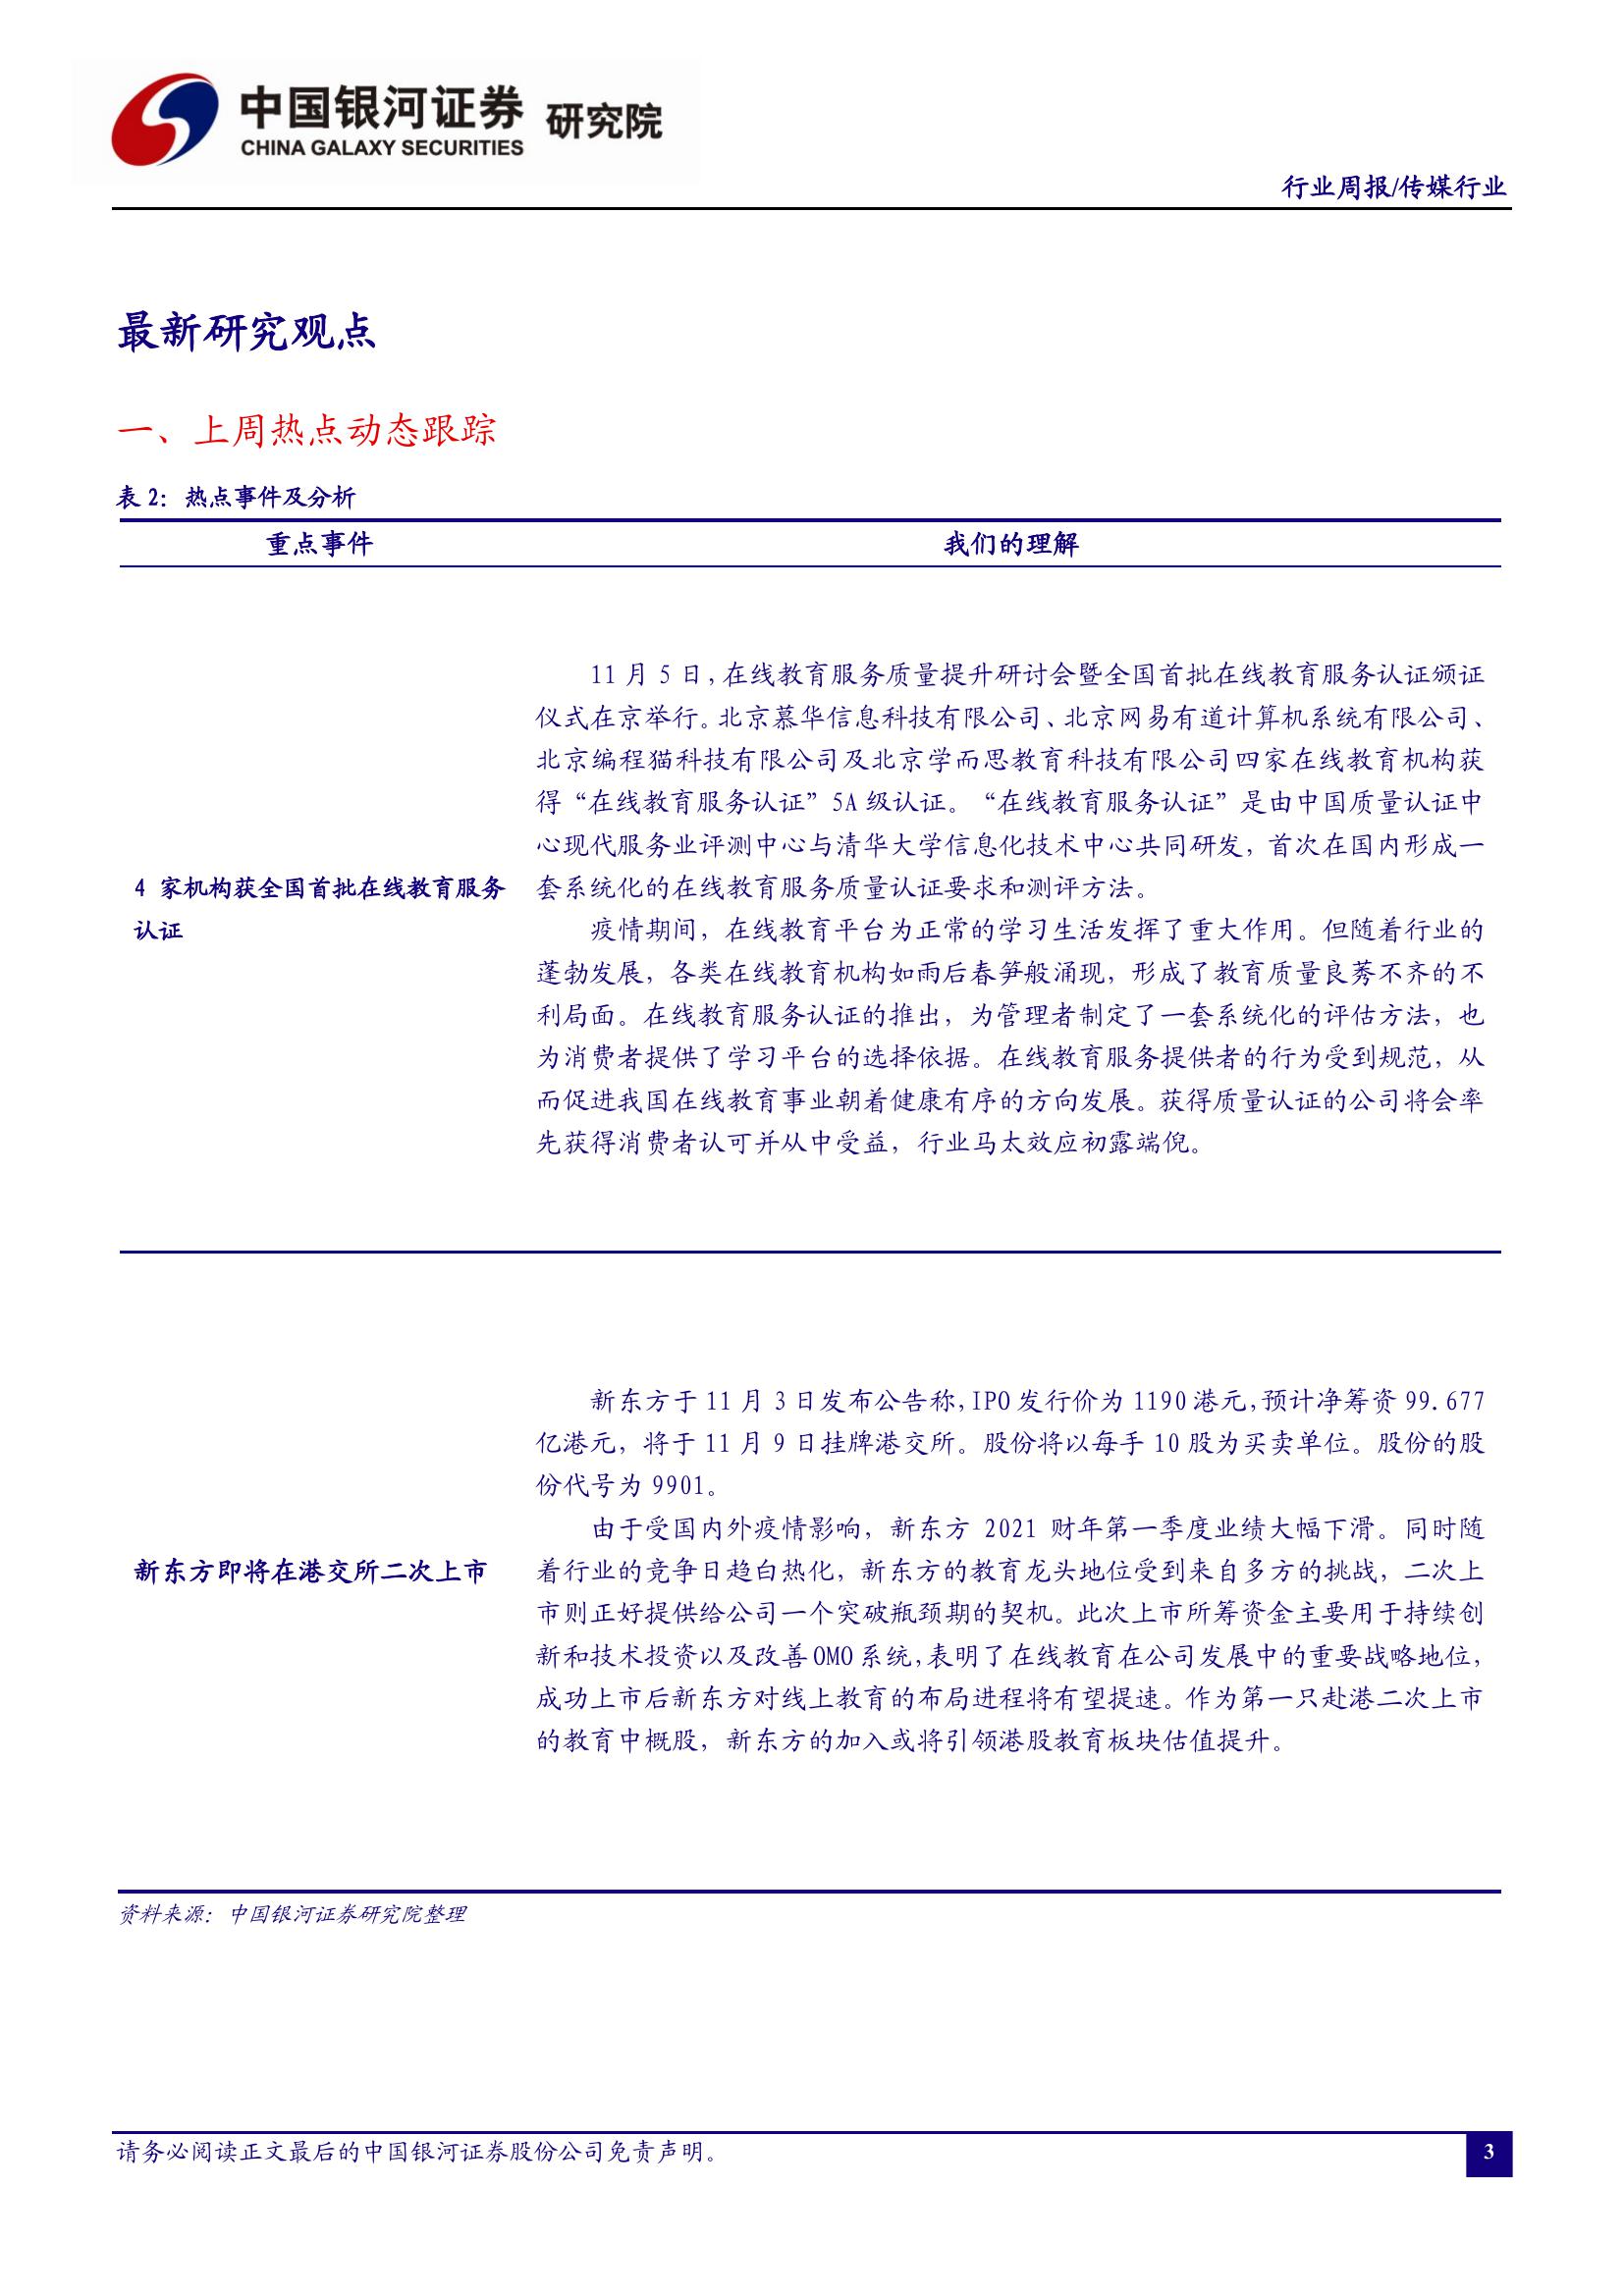 中国银河证券 研究院
CHINA GALAXY SECURITIES
行业周报/传媒行业
最新研究观点
一、上周热点动态跟踪
表 2：热点事件及分析
重点事件
我们的理解
4 家机构获全国首批在线教育服务
认证
11 月 5 日，在线教育服务质量提升研讨会暨全国首批在线教育服务认证颁证
仪式在京举行。北京慕华信息科技有限公司、北京网易有道计算机系统有限公司、
北京编程猫科技有限公司及北京学而思教育科技有限公司四家在线教育机构获
得“在线教育服务认证”5A 级认证。“在线教育服务认证”是由中国质量认证中
心现代服务业评测中心与清华大学信息化技术中心共同研发，首次在国内形成一
套系统化的在线教育服务质量认证要求和测评方法。
疫情期间，在线教育平台为正常的学习生活发挥了重大作用。但随着行业的
蓬勃发展，各类在线教育机构如雨后春笋般涌现，形成了教育质量良莠不齐的不
利局面。在线教育服务认证的推出，为管理者制定了一套系统化的评估方法，也
为消费者提供了学习平台的选择依据。在线教育服务提供者的行为受到规范，从
而促进我国在线教育事业朝着健康有序的方向发展。获得质量认证的公司将会率
先获得消费者认可并从中受益，行业马太效应初露端倪。
新东方即将在港交所二次上市
新东方于 11 月 3 日发布公告称，IPO 发行价为 1190 港元，预计净筹资 99.677
亿港元，将于 11 月 9 日挂牌港交所。股份将以每手 10 股为买卖单位。股份的股
份代号为 9901。
由于受国内外疫情影响，新东方 2021 财年第一季度业绩大幅下滑。同时随
着行业的竞争日趋白热化，新东方的教育龙头地位受到来自多方的挑战，二次上
市则正好提供给公司一个突破瓶颈期的契机。此次上市所筹资金主要用于持续创
新和技术投资以及改善 OMO 系统，表明了在线教育在公司发展中的重要战略地位，
成功上市后新东方对线上教育的布局进程将有望提速。作为第一只赴港二次上市
的教育中概股，新东方的加入或将引领港股教育板块估值提升。
资料来源：中国银河证券研究院整理
请务必阅读正文最后的中国银河证券股份公司免责声明。
3